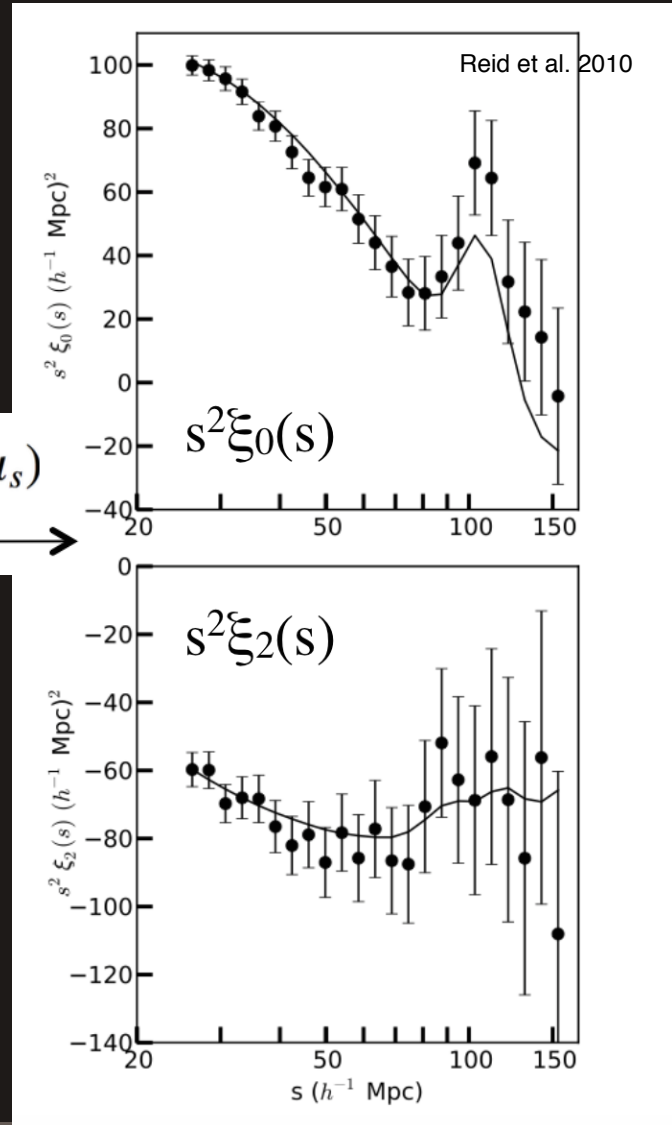 Reid et al. 2010
100
80
60
40
20
0
−20
−40
s² ξ₀(s) (h⁻¹ Mpc)²
s²ξ₀(s)
20 50 100 150
s)
0
−20
−40
−60
−80
−100
−120
−140
s² ξ₂(s) (h⁻¹ Mpc)²
s²ξ₂(s)
20 50 100 150
s (h⁻¹ Mpc)